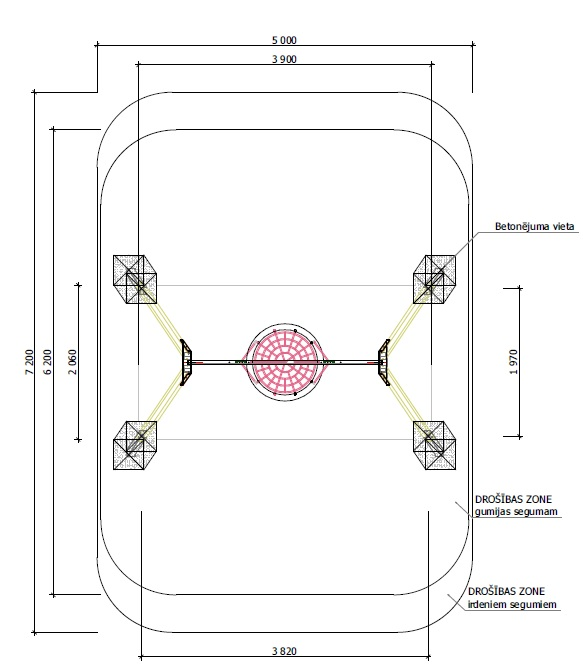 5 000
3 900
Betonējuma vieta
7 200
6 200
2 060
1 970
DROŠĪBAS ZONE
gumijas segumam
DROŠĪBAS ZONE
irdeniem segumiem
3 820